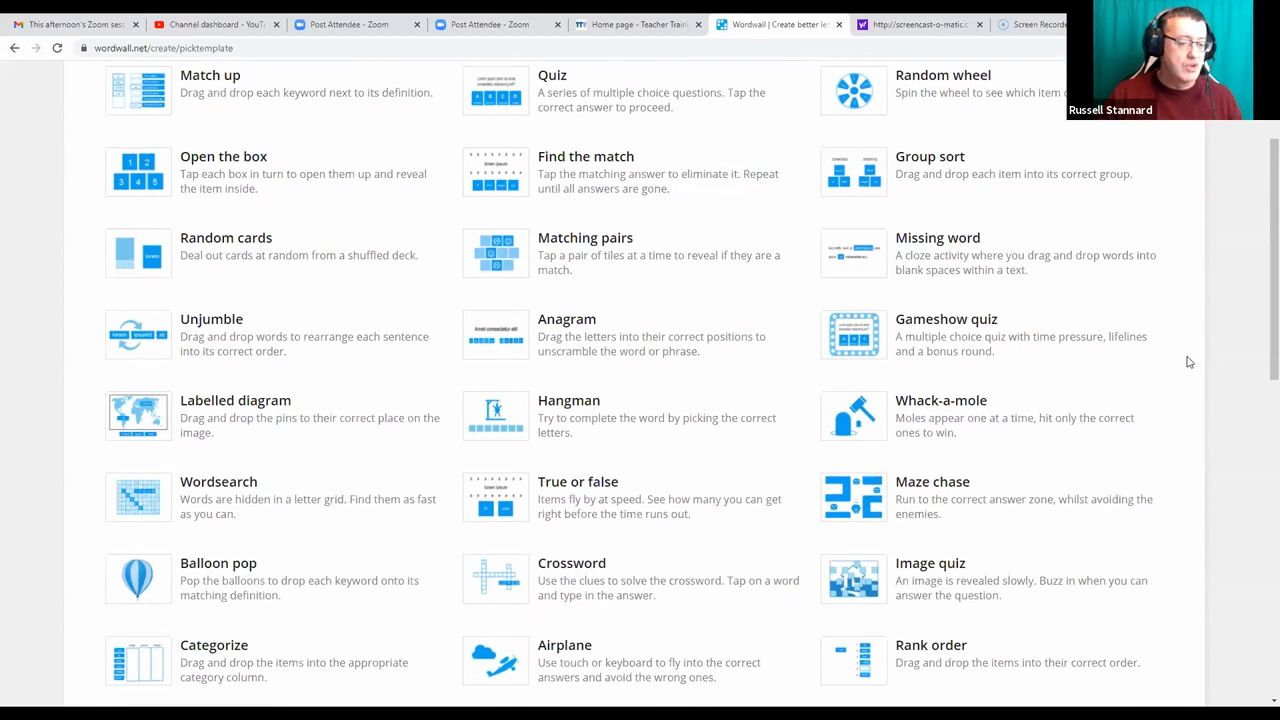 This afternoon's Zoom ses
Channel dashboard - YouT
Post Attendee - Zoom
Post Attendee - Zoom
Home page - Teacher Train
Wordwall | Create better le
http://screencast-o-matic.c
Screen Recorde
wordwall.net/create/picktemplate
Russell Stannard
Match up
Drag and drop each keyword next to its definition.
Quiz
A series of multiple choice questions. Tap the
correct answer to proceed.
Random wheel
Spin the wheel to see which item
Open the box
Tap each box in turn to open them up and reveal
the item inside.
Find the match
Tap the matching answer to eliminate it. Repeat
until all answers are gone.
Group sort
Drag and drop each item into its correct group.
Random cards
Deal out cards at random from a shuffled deck.
Matching pairs
Tap a pair of tiles at a time to reveal if they are a
match.
Missing word
A cloze activity where you drag and drop words into
blank spaces within a text.
Unjumble
Drag and drop words to rearrange each sentence
into its correct order.
Anagram
Drag the letters into their correct positions to
unscramble the word or phrase.
Gameshow quiz
A multiple choice quiz with time pressure, lifelines
and a bonus round.
Labelled diagram
Drag and drop the pins to their correct place on the
image.
Hangman
Try to complete the word by picking the correct
letters.
Whack-a-mole
Moles appear one at a time, hit only the correct
ones to win.
Wordsearch
Words are hidden in a letter grid. Find them as fast
as you can.
True or false
Items fly by at speed. See how many you can get
right before the time runs out.
Maze chase
Run to the correct answer zone, whilst avoiding the
enemies.
Balloon pop
Pop the balloons to drop each keyword onto its
matching definition.
Crossword
Use the clues to solve the crossword. Tap on a word
and type in the answer.
Image quiz
An image is revealed slowly. Buzz in when you can
answer the question.
Categorize
Drag and drop the items into the appropriate
category column.
Airplane
Use touch or keyboard to fly into the correct
answers and avoid the wrong ones.
Rank order
Drag and drop the items into their correct order.